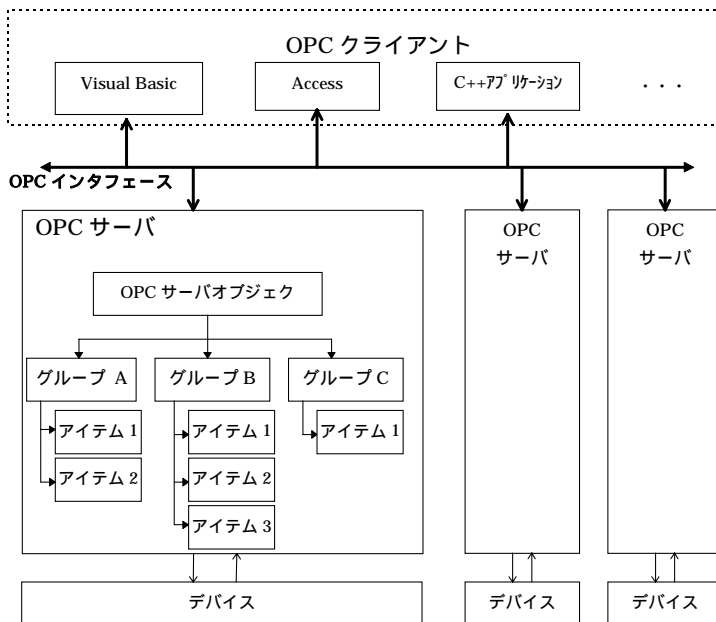 OPC クライアント
Visual Basic
Access
C++ｱﾌﾟﾘｹｰｼｮﾝ
. . .
OPC インタフェース
OPC サーバ
OPC サーバオブジェク
グループ A
グループ B
グループ C
アイテム 1
アイテム 2
アイテム 1
アイテム 2
アイテム 3
アイテム 1
デバイス
OPC
サーバ
デバイス
OPC
サーバ
デバイス